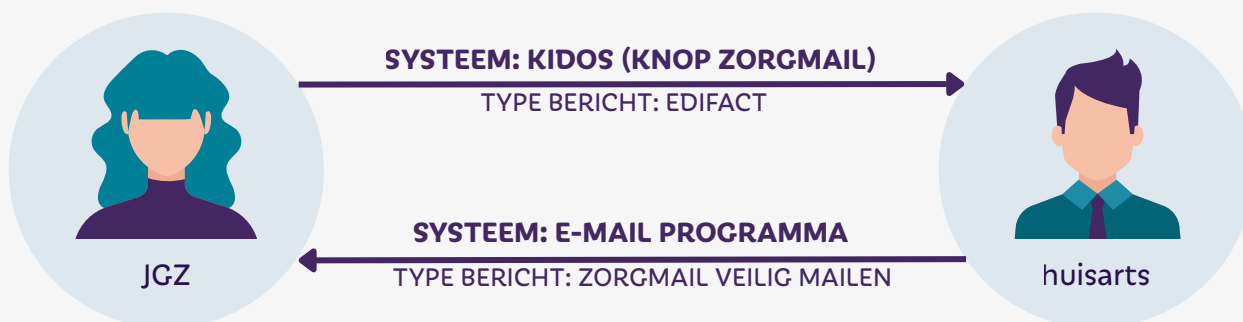 SYSTEEM: KIDOS (KNOP ZORGMAIL)
TYPE BERICHT: EDIFACT
SYSTEEM: E-MAIL PROGRAMMA
TYPE BERICHT: ZORGMAIL VEILIG MAILEN
JGZ
huisarts